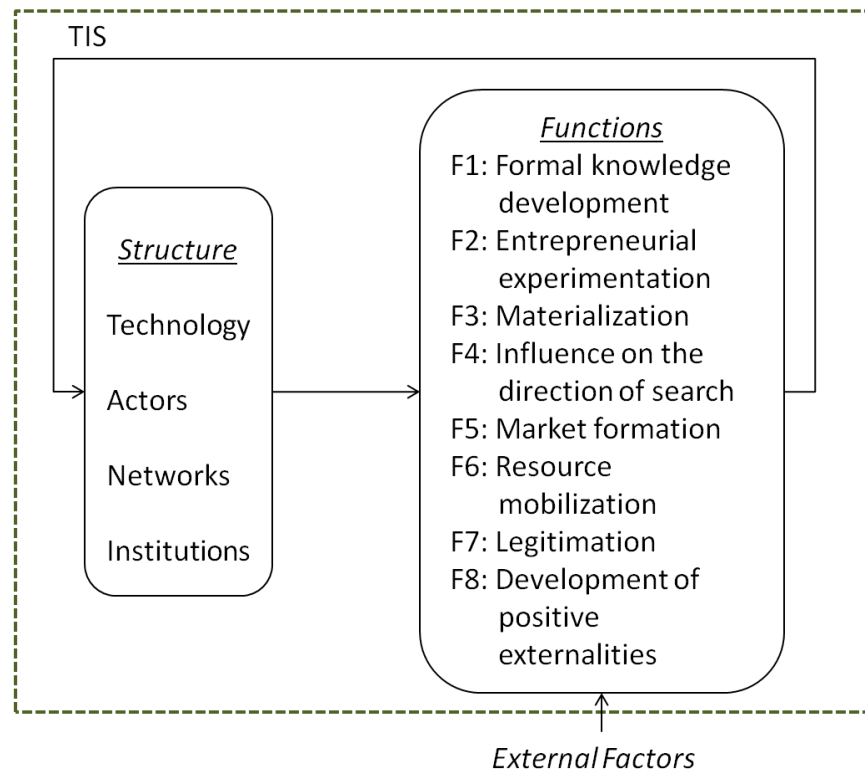 TIS
Structure
Technology
Actors
Networks
Institutions
Functions
F1: Formal knowledge
development
F2: Entrepreneurial
experimentation
F3: Materialization
F4: Influence on the
direction of search
F5: Market formation
F6: Resource
mobilization
F7: Legitimation
F8: Development of
positive
externalities
External Factors